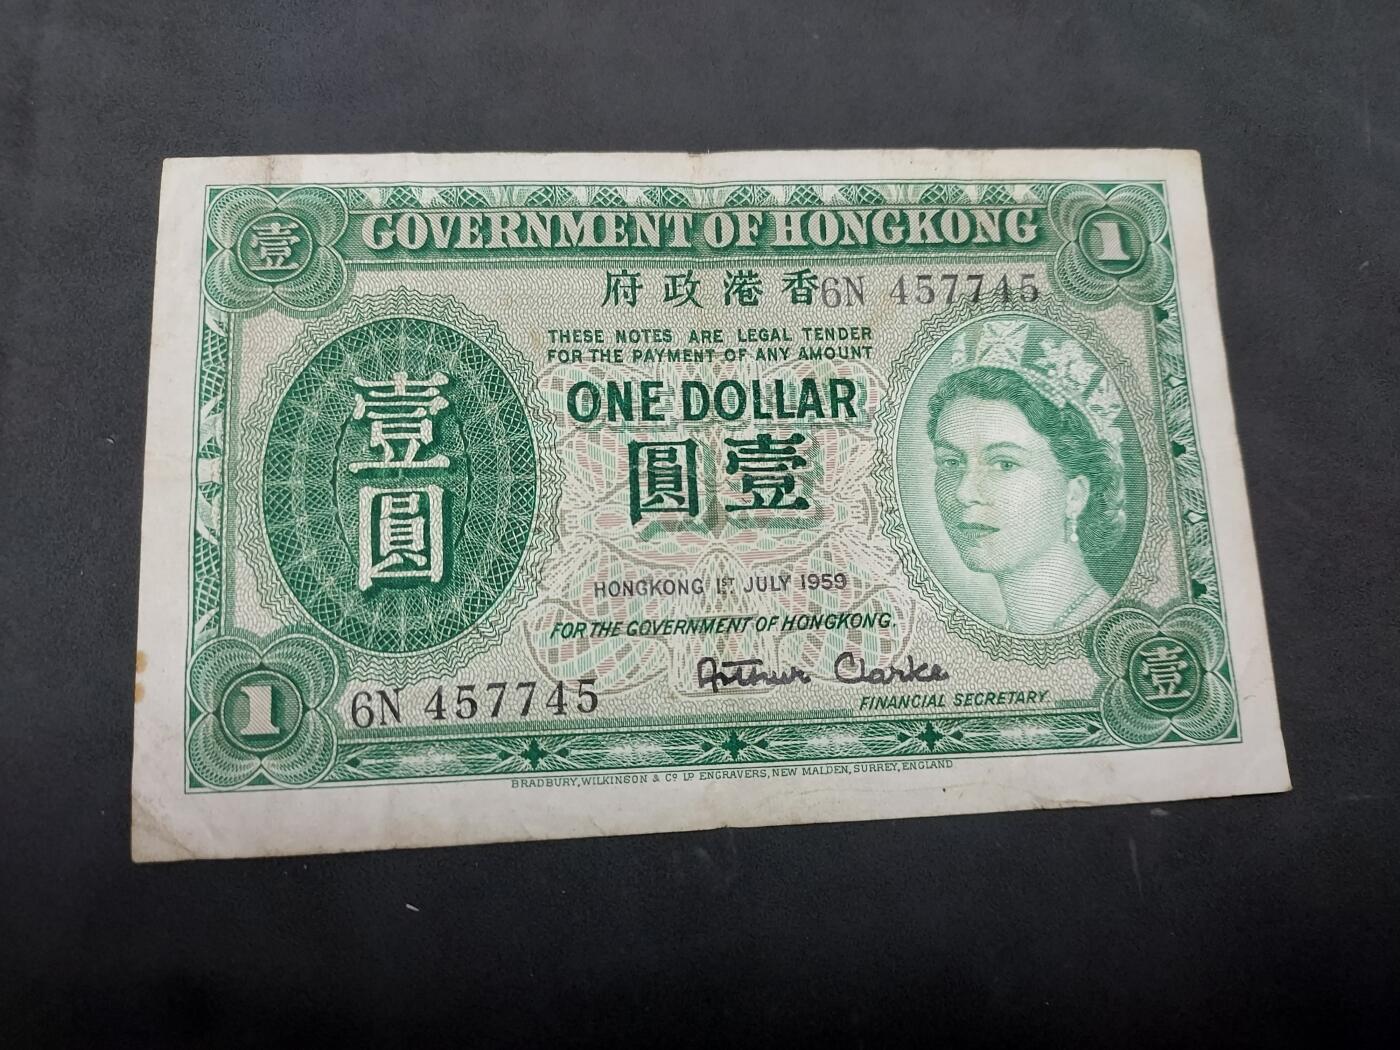 壹
GOVERNMENT OF HONGKONG
1
府政港香
6N 457745
THESE NOTES ARE LEGAL TENDER
FOR THE PAYMENT OF ANY AMOUNT
ONE DOLLAR
圓壹
壹圓
HONGKONG 1ST JULY 1959
FOR THE GOVERNMENT OF HONGKONG.
Arthur Clarke
FINANCIAL SECRETARY.
6N 457745
1
壹
BRADBURY, WILKINSON & Co LD ENGRAVERS, NEW MALDEN, SURREY, ENGLAND